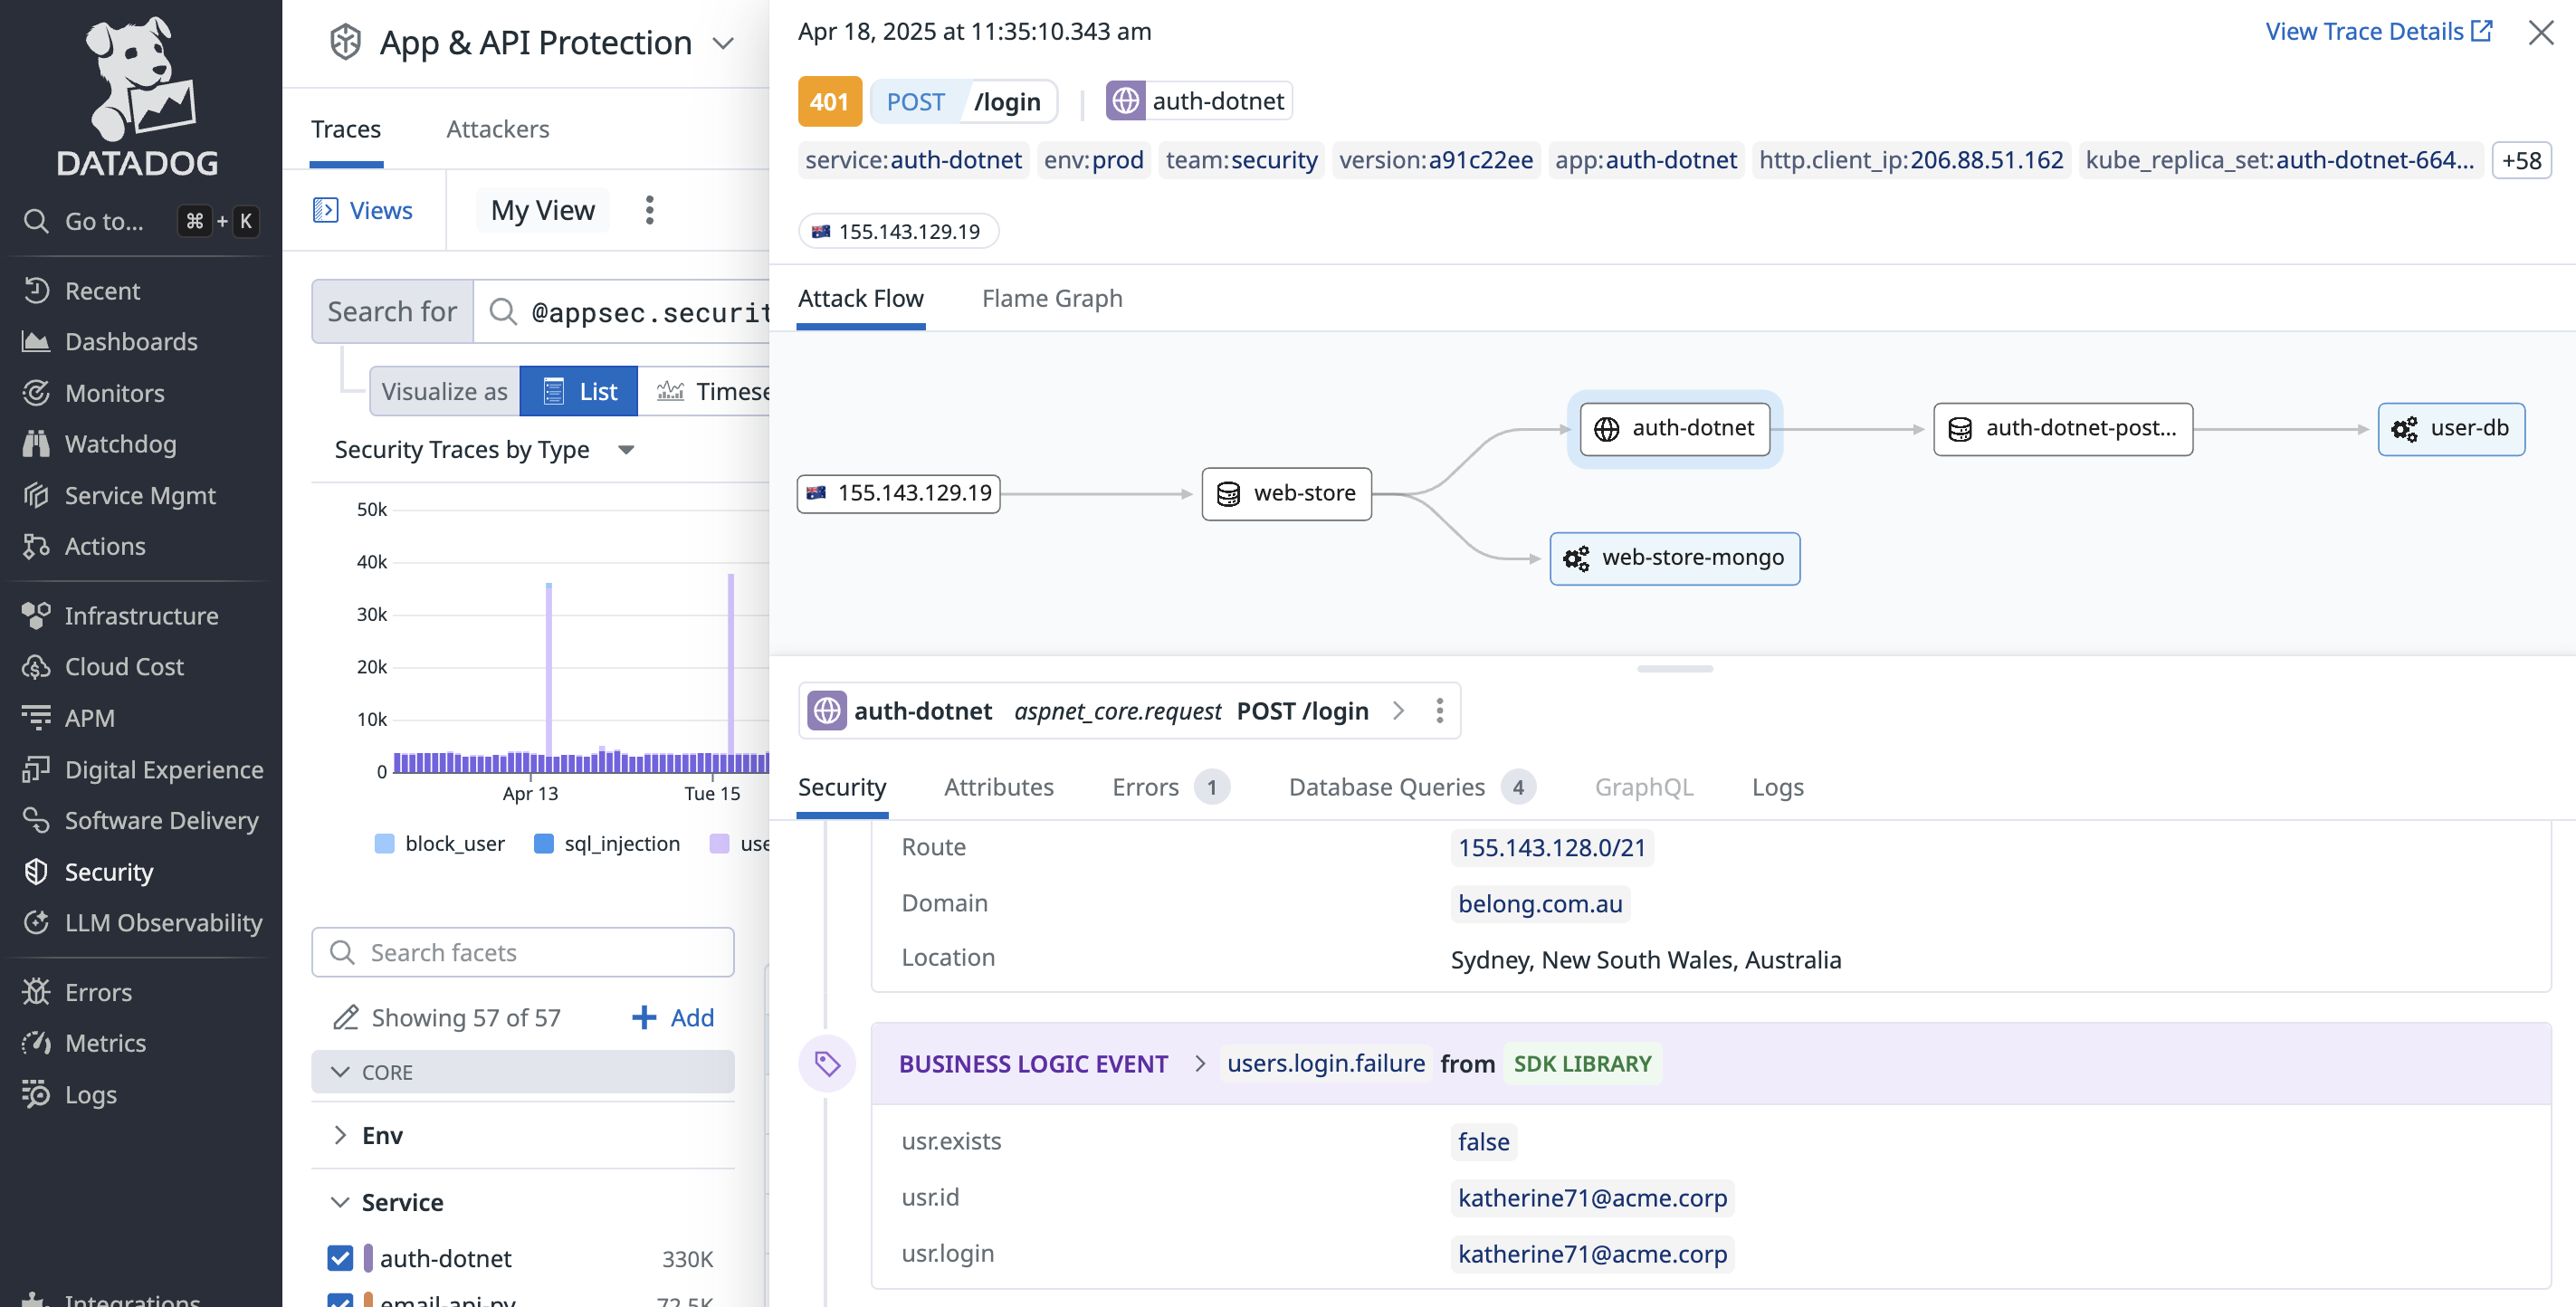 DATADOG
Go to... ⌘ + K
Recent
Dashboards
Monitors
Watchdog
Service Mgmt
Actions
Infrastructure
Cloud Cost
APM
Digital Experience
Software Delivery
Security
LLM Observability
Errors
Metrics
Logs
Integrations
App & API Protection
Traces Attackers
Views My View
Search for @appsec.securit
Visualize as List Timese
Security Traces by Type
50k
40k
30k
20k
10k
0
Apr 13 Tue 15
block_user sql_injection use
Search facets
Showing 57 of 57 + Add
CORE
Env
Service
auth-dotnet 330K
email-api-py 72.5K
Apr 18, 2025 at 11:35:10.343 am View Trace Details
401 POST /login auth-dotnet
service:auth-dotnet env:prod team:security version:a91c22ee app:auth-dotnet http.client_ip:206.88.51.162 kube_replica_set:auth-dotnet-664... +58
155.143.129.19
Attack Flow Flame Graph
155.143.129.19
web-store
auth-dotnet
auth-dotnet-post...
user-db
web-store-mongo
auth-dotnet aspnet_core.request POST /login
Security Attributes Errors 1 Database Queries 4 GraphQL Logs
Route 155.143.128.0/21
Domain belong.com.au
Location Sydney, New South Wales, Australia
BUSINESS LOGIC EVENT users.login.failure from SDK LIBRARY
usr.exists false
usr.id katherine71@acme.corp
usr.login katherine71@acme.corp